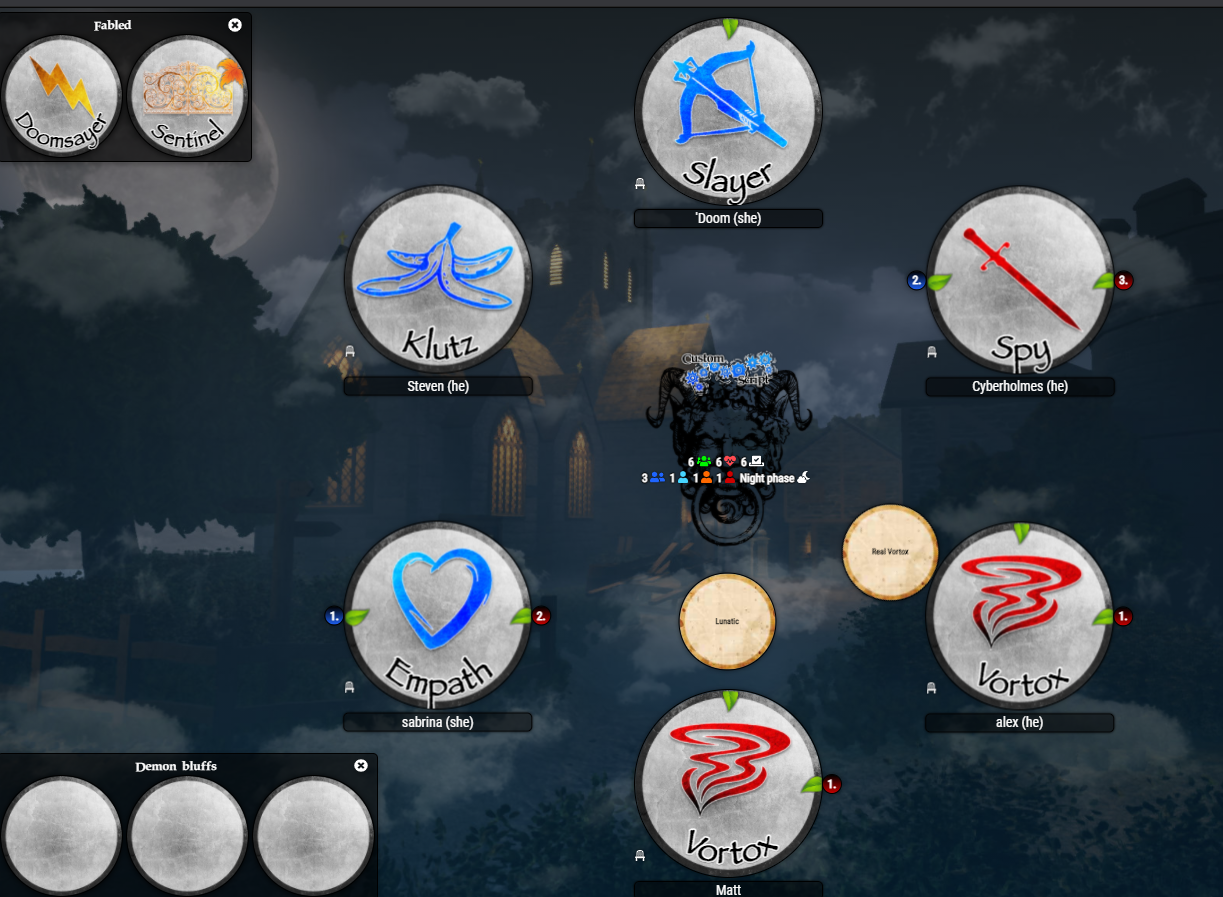 Fabled
Doomsayer
Sentinel
Slayer
'Doom (she)
Klutz
Steven (he)
2.
Spy
3.
Cyberholmes (he)
Custom
Script
6 6 6
3 1 1 1 Night phase
1.
Empath
2.
sabrina (she)
Lunatic
Real Vortox
Vortox
1.
alex (he)
Vortox
1.
Matt
Demon bluffs